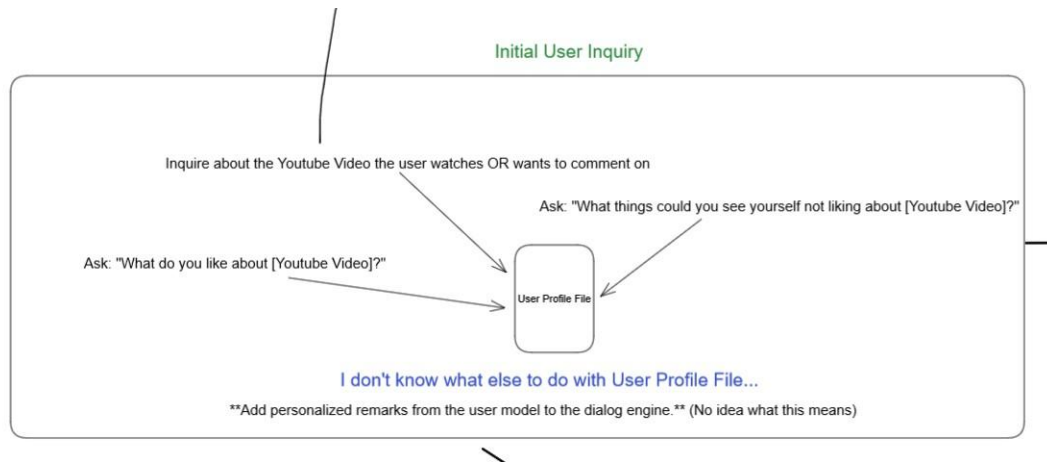 Initial User Inquiry
Inquire about the Youtube Video the user watches OR wants to comment on
Ask: "What things could you see yourself not liking about [Youtube Video]?"
Ask: "What do you like about [Youtube Video]?"
User Profile File
I don't know what else to do with User Profile File...
**Add personalized remarks from the user model to the dialog engine.** (No idea what this means)